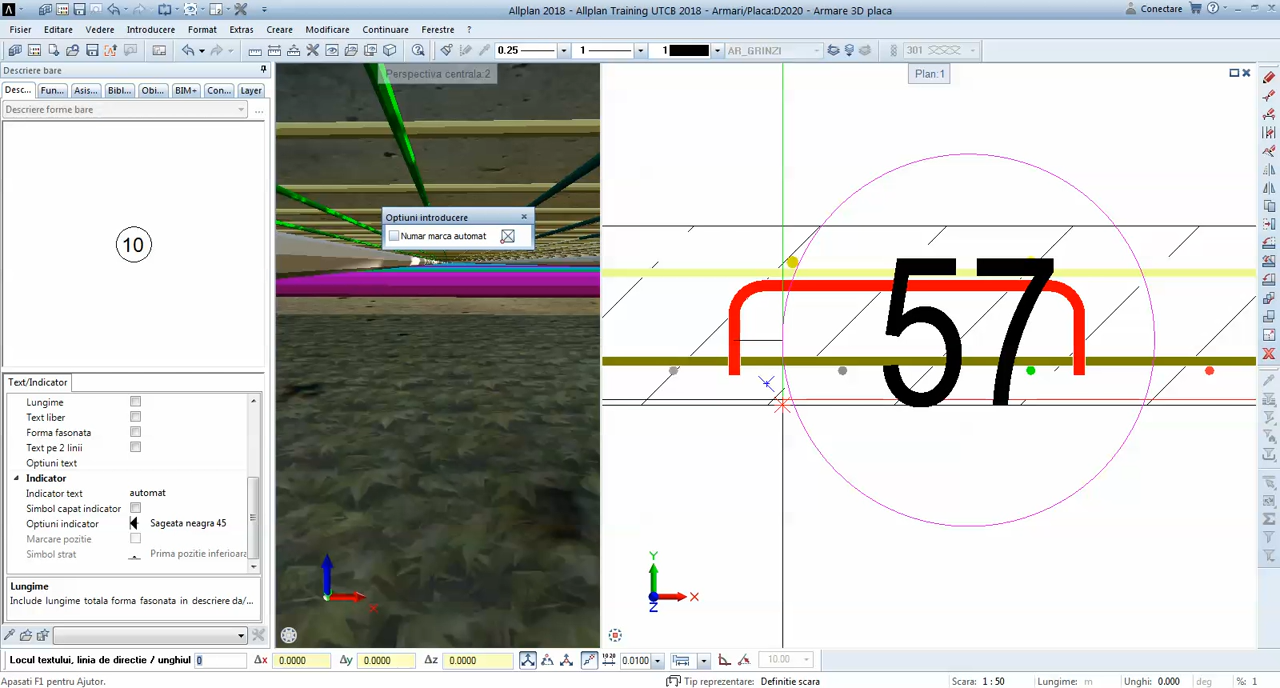 Allplan 2018 - Allplan Training UTCB - Armari/Placa:D2020 - Armare 3D placa
Conectare
Fisier Editare Vedere Introducere Format Extras Creare Modificare Continuare Ferestre ?
0.25 1 1 AR_GRINZI 301
Descriere bare
Desc... Fun... Asis... Bibl... Obi... BIM+ Con... Layer
Descriere forme bare ...
10
Text/Indicator
Lungime
Text liber
Forma fasonata
Text pe 2 linii
Optiuni text
Indicator
Indicator text automat
Simbol capat indicator
Optiuni indicator Sageata neagra 45
Marcare pozitie
Simbol strat Prima pozitie inferioara
Lungime
Include lungime totala forma fasonata in descriere da/...
Perspectiva centrala:2
Optiuni introducere
Numar marca automat
X
Plan:1
57
Y
X
Z
Locul textului, linia de directie / unghiul 0 Δx 0.0000 Δy 0.0000 Δz 0.0000 0.0100 10.00
Apasati F1 pentru Ajutor. Tip reprezentare: Definitie scara Scara: 1 : 50 Lungime: m Unghi: 0.000 deg %: 1